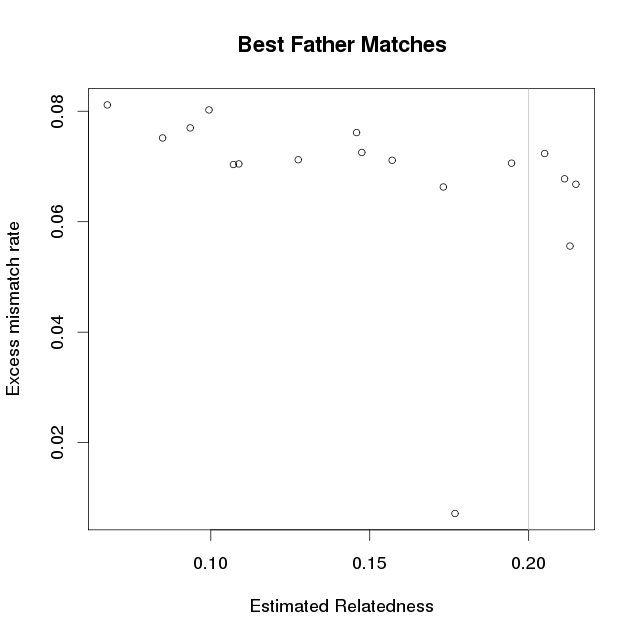 Best Father Matches
Excess mismatch rate
0.08
0.06
0.04
0.02
0.10 0.15 0.20
Estimated Relatedness